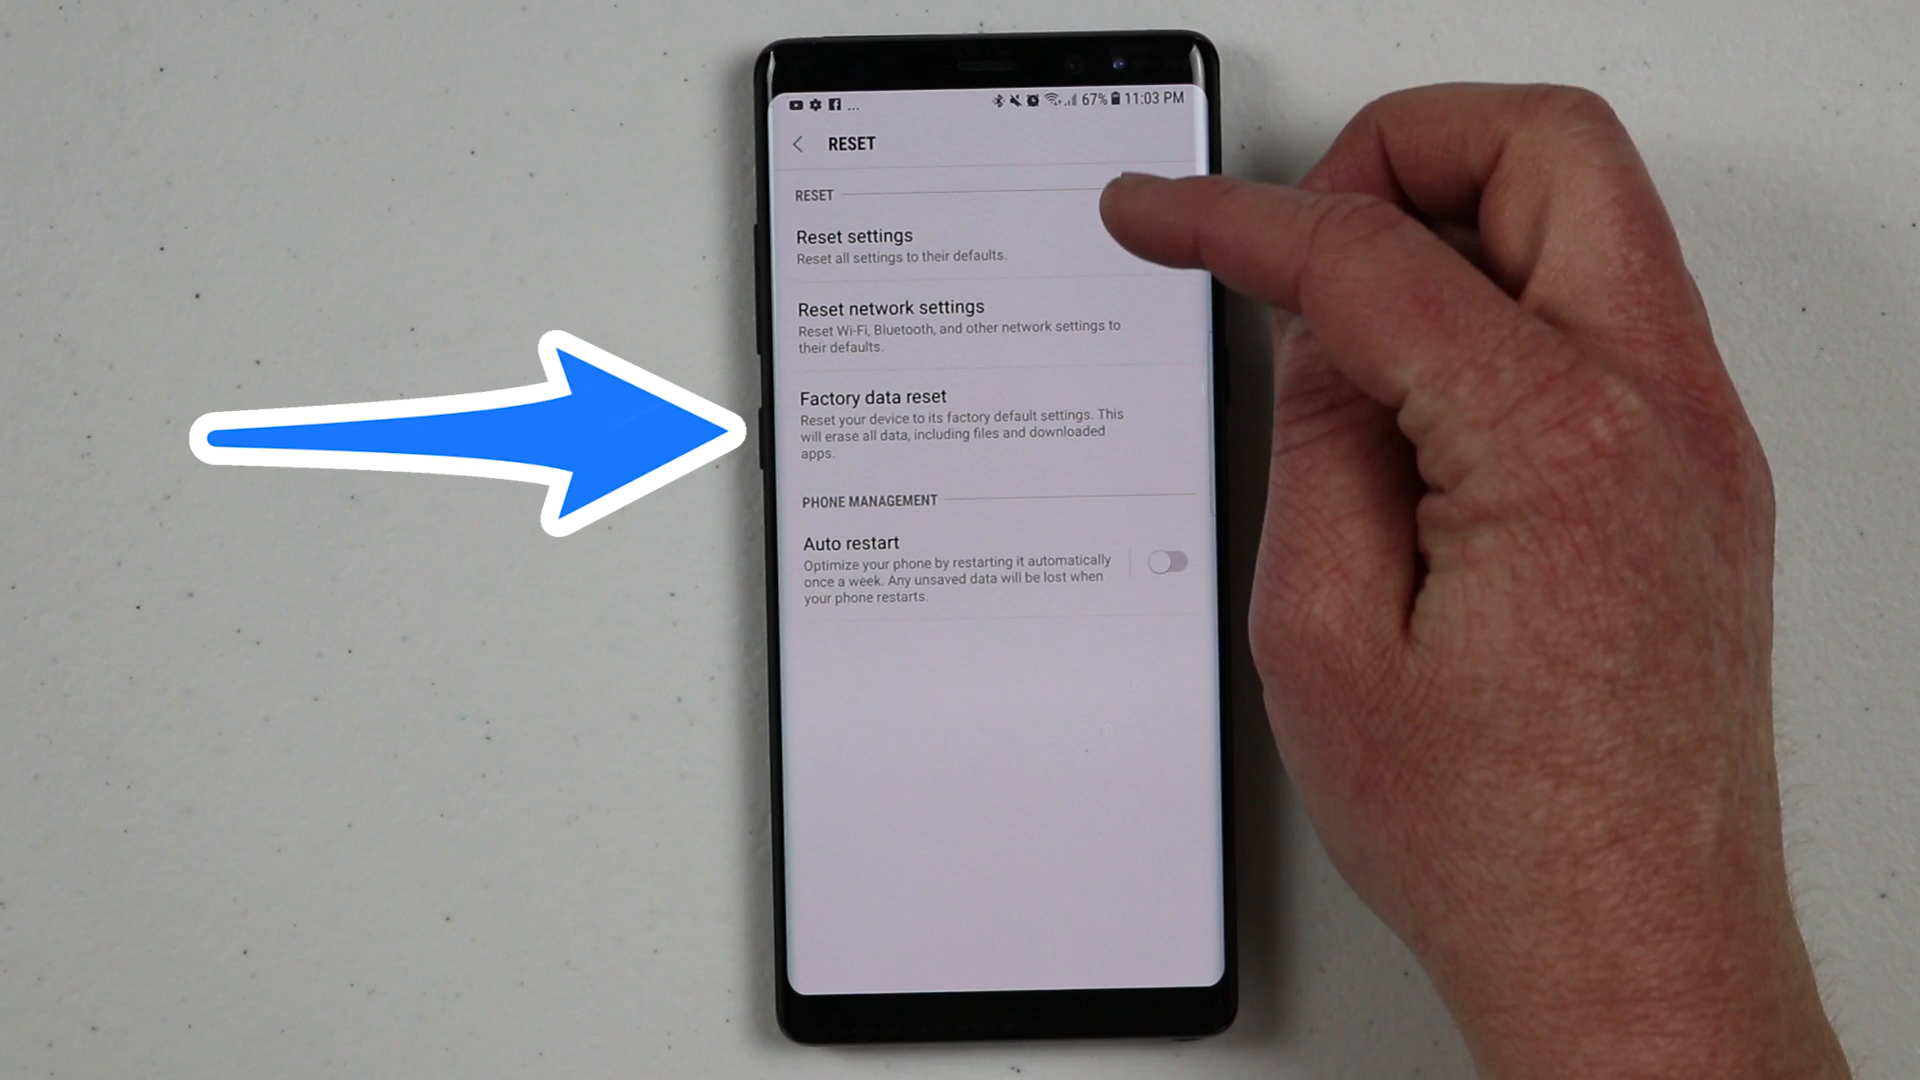 ... 67% 11:03 PM
RESET
RESET
Reset settings
Reset all settings to their defaults.
Reset network settings
Reset Wi-Fi, Bluetooth, and other network settings to
their defaults.
Factory data reset
Reset your device to its factory default settings. This
will erase all data, including files and downloaded
apps.
PHONE MANAGEMENT
Auto restart
Optimize your phone by restarting it automatically
once a week. Any unsaved data will be lost when
your phone restarts.